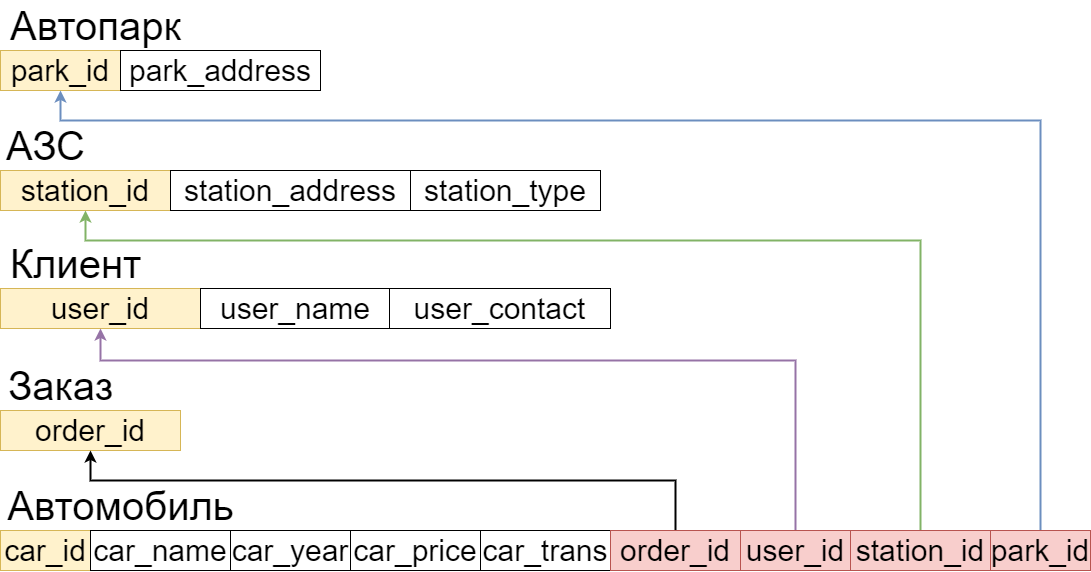 Автопарк
park_id park_address
АЗС
station_id station_address station_type
Клиент
user_id user_name user_contact
Заказ
order_id
Автомобиль
car_id car_name car_year car_price car_trans order_id user_id station_id park_id